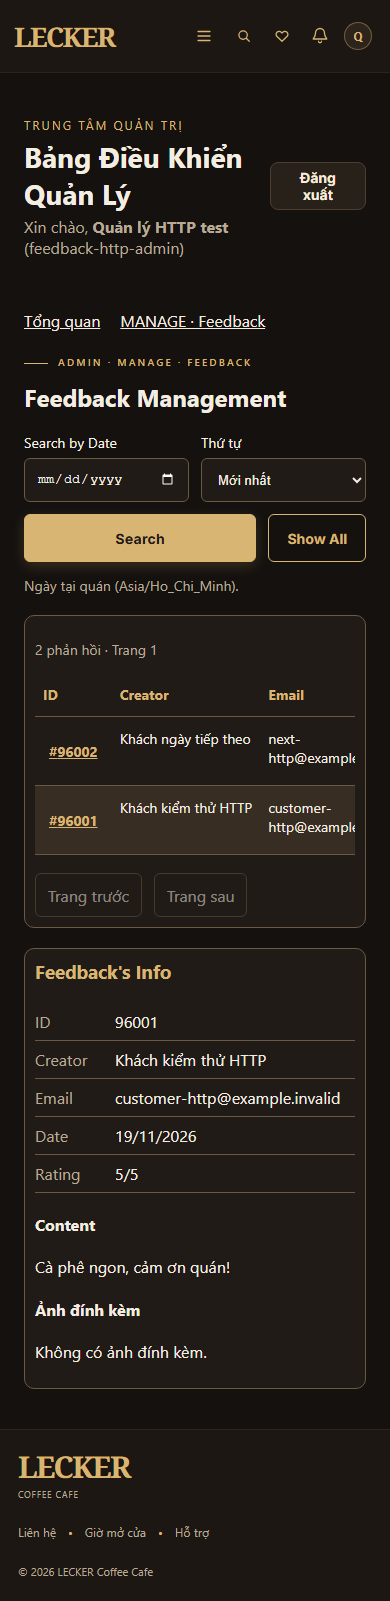 LECKER
Q
TRUNG TÂM QUẢN TRỊ
Bảng Điều Khiển
Quản Lý
Đăng
xuất
Xin chào, Quản lý HTTP test
(feedback-http-admin)
Tổng quan MANAGE · Feedback
ADMIN · MANAGE · FEEDBACK
Feedback Management
Search by Date Thứ tự
mm/dd/yyyy Mới nhất
Search Show All
Ngày tại quán (Asia/Ho_Chi_Minh).
2 phản hồi · Trang 1
ID Creator Email
#96002 Khách ngày tiếp theo next-
http@example
#96001 Khách kiểm thử HTTP customer-
http@example
Trang trước Trang sau
Feedback's Info
ID 96001
Creator Khách kiểm thử HTTP
Email customer-http@example.invalid
Date 19/11/2026
Rating 5/5
Content
Cà phê ngon, cảm ơn quán!
Ảnh đính kèm
Không có ảnh đính kèm.
LECKER
COFFEE CAFE
Liên hệ • Giờ mở cửa • Hỗ trợ
© 2026 LECKER Coffee Cafe